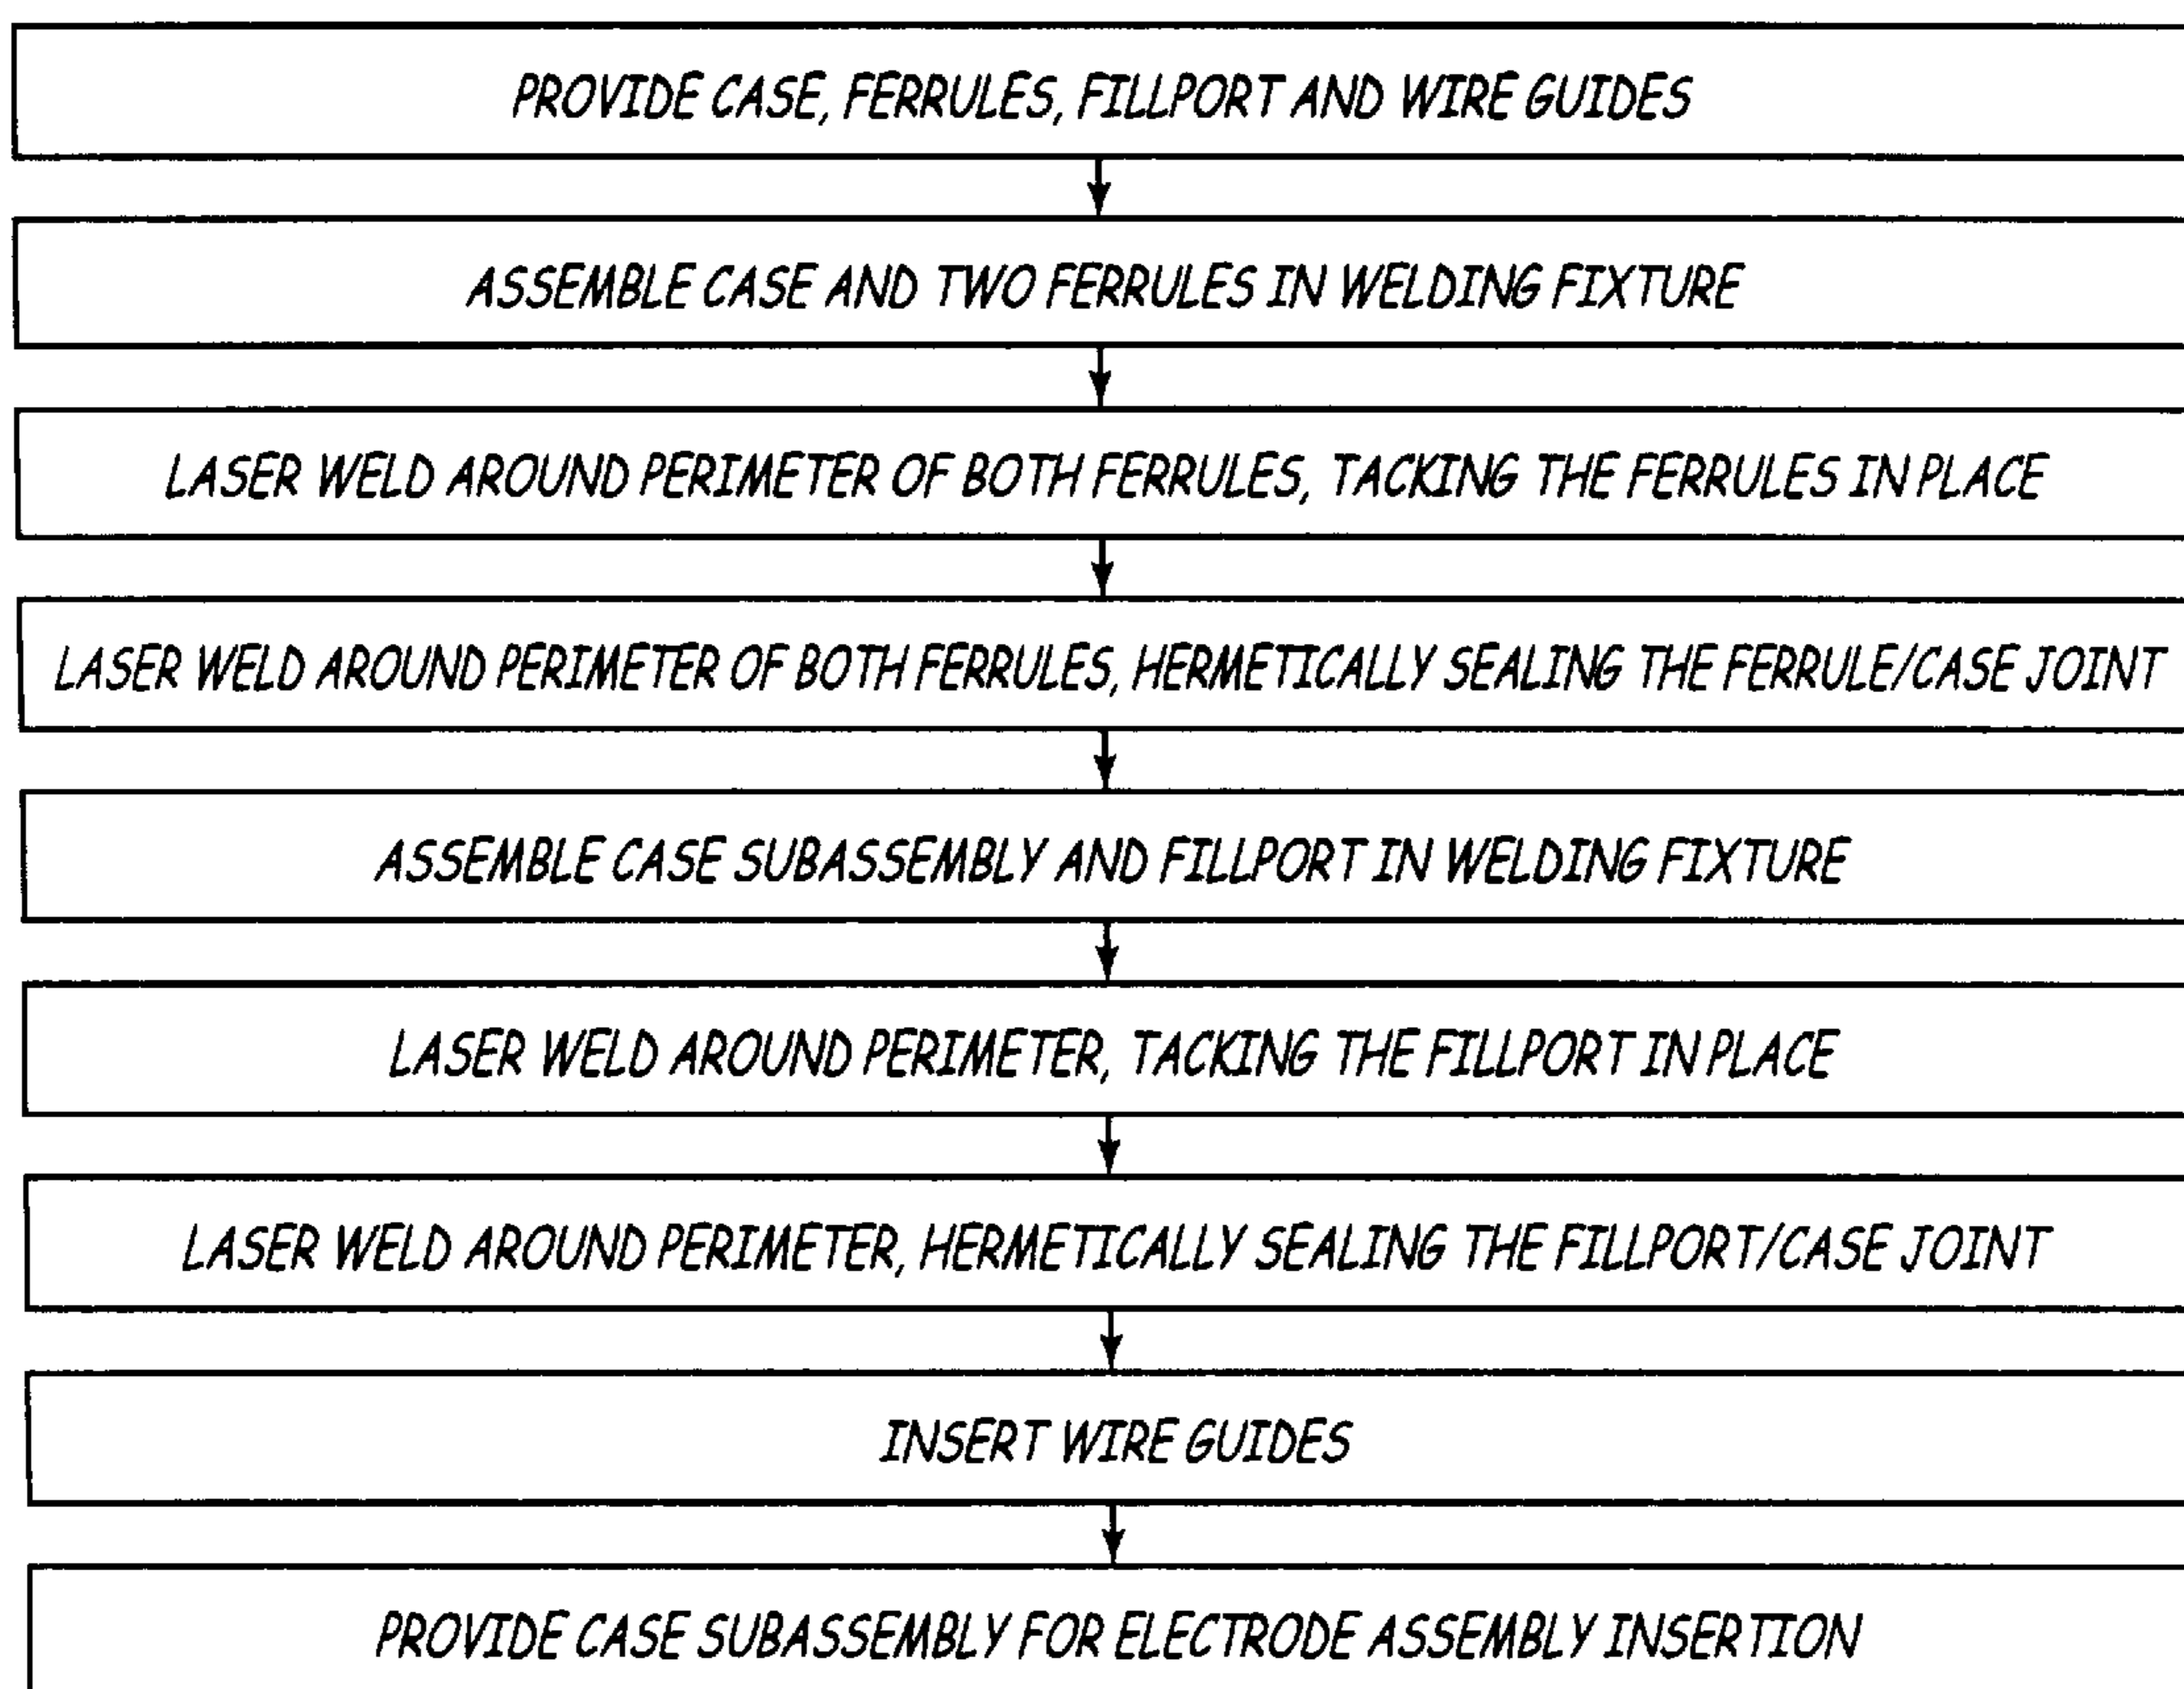 PROVIDE CASE, FERRULES, FILLPORT AND WIRE GUIDES
ASSEMBLE CASE AND TWO FERRULES IN WELDING FIXTURE
LASER WELD AROUND PERIMETER OF BOTH FERRULES, TACKING THE FERRULES IN PLACE
LASER WELD AROUND PERIMETER OF BOTH FERRULES, HERMETICALLY SEALING THE FERRULE/CASE JOINT
ASSEMBLE CASE SUBASSEMBLY AND FILLPORT IN WELDING FIXTURE
LASER WELD AROUND PERIMETER, TACKING THE FILLPORT IN PLACE
LASER WELD AROUND PERIMETER, HERMETICALLY SEALING THE FILLPORT/CASE JOINT
INSERT WIRE GUIDES
PROVIDE CASE SUBASSEMBLY FOR ELECTRODE ASSEMBLY INSERTION